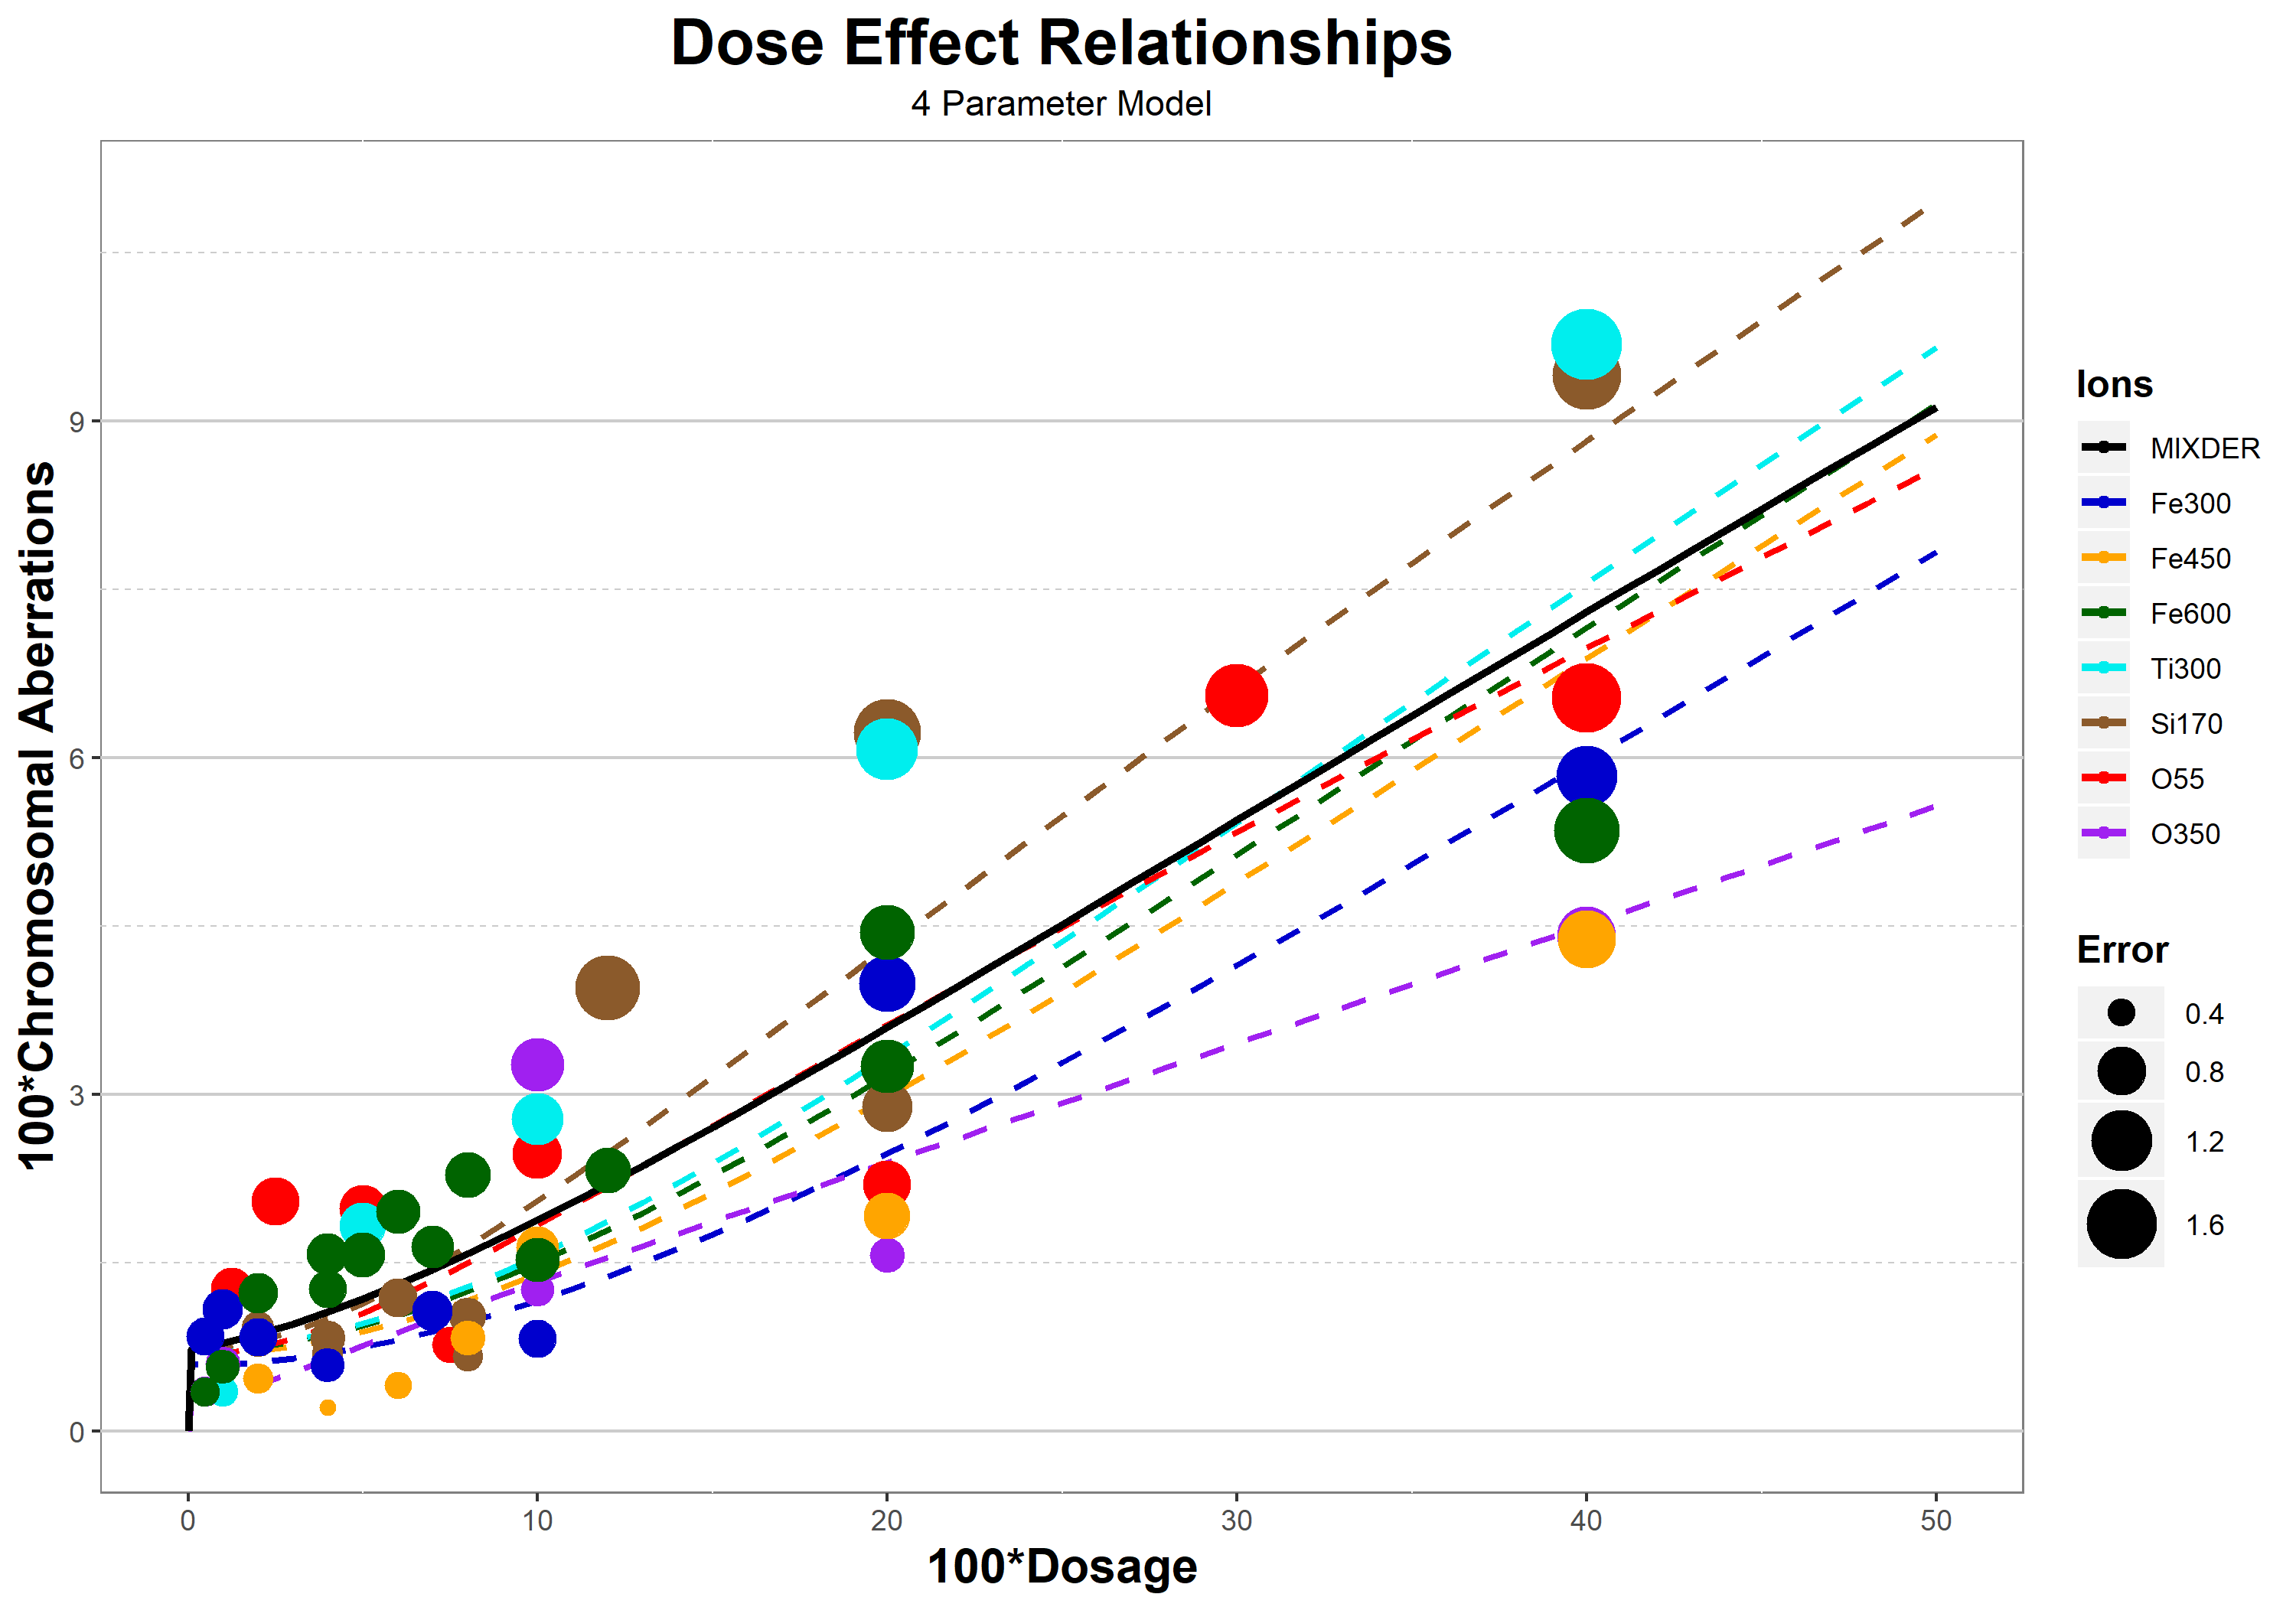 Dose Effect Relationships
4 Parameter Model
100*Chromosomal Aberrations
9
6
3
0
0 10 20 30 40 50
100*Dosage
Ions
MIXDER
Fe300
Fe450
Fe600
Ti300
Si170
O55
O350
Error
0.4
0.8
1.2
1.6